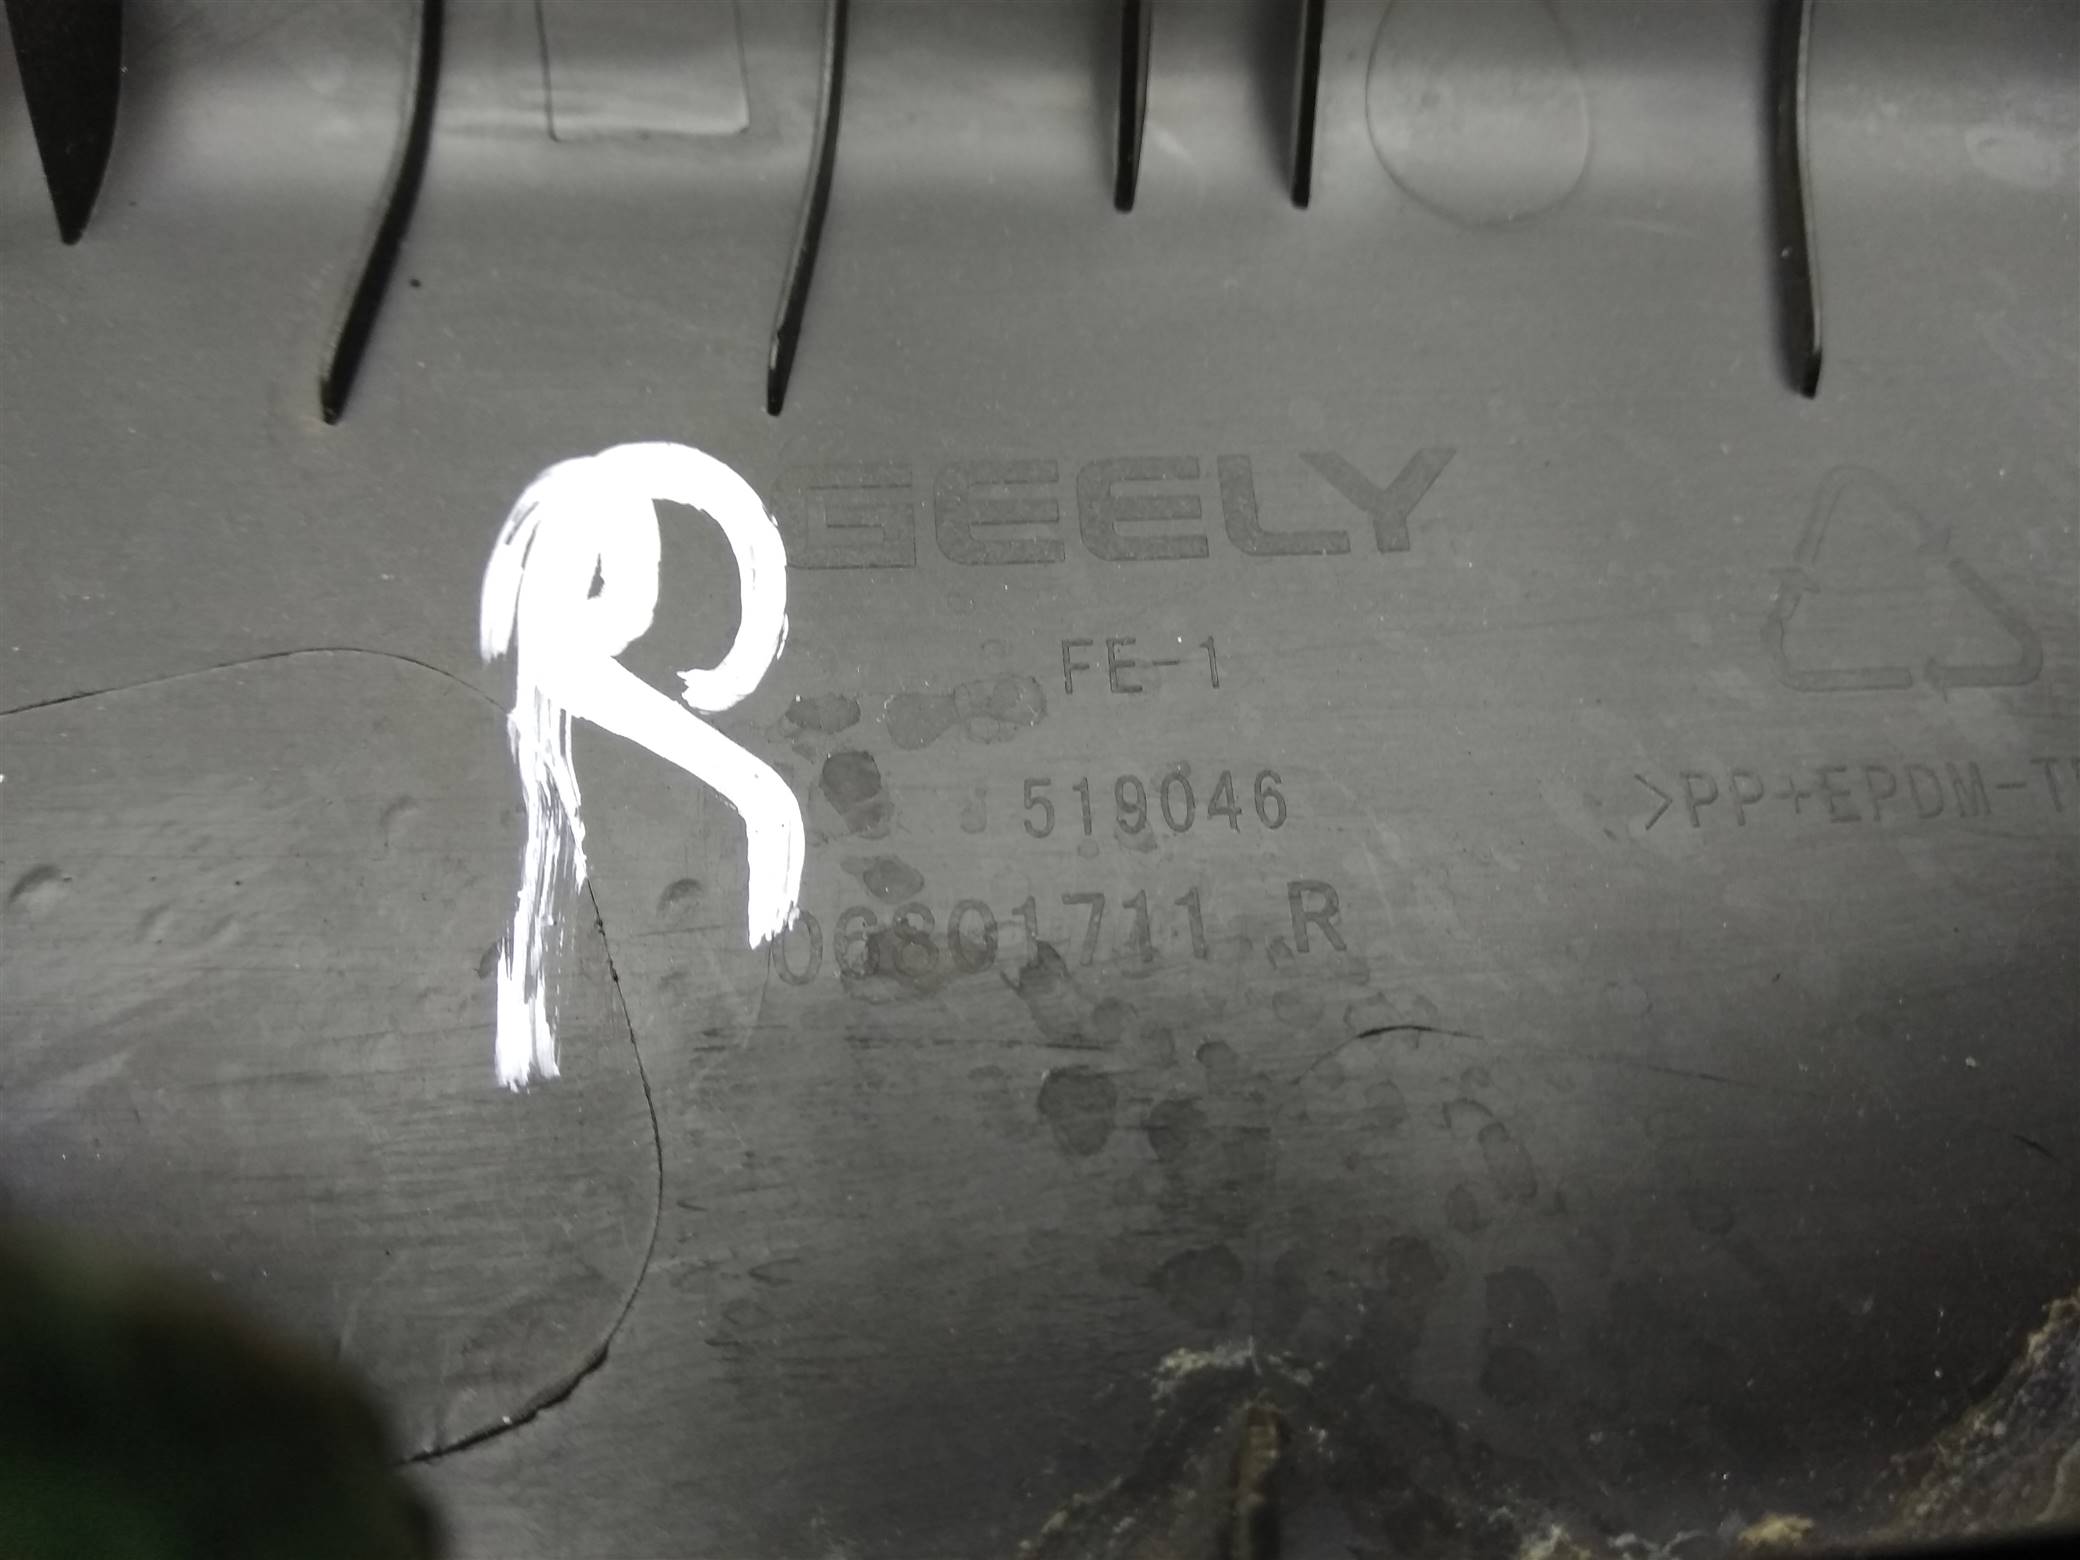 R
GEELY
FE-1
519046
>PP+EPDM-T
06801711 R